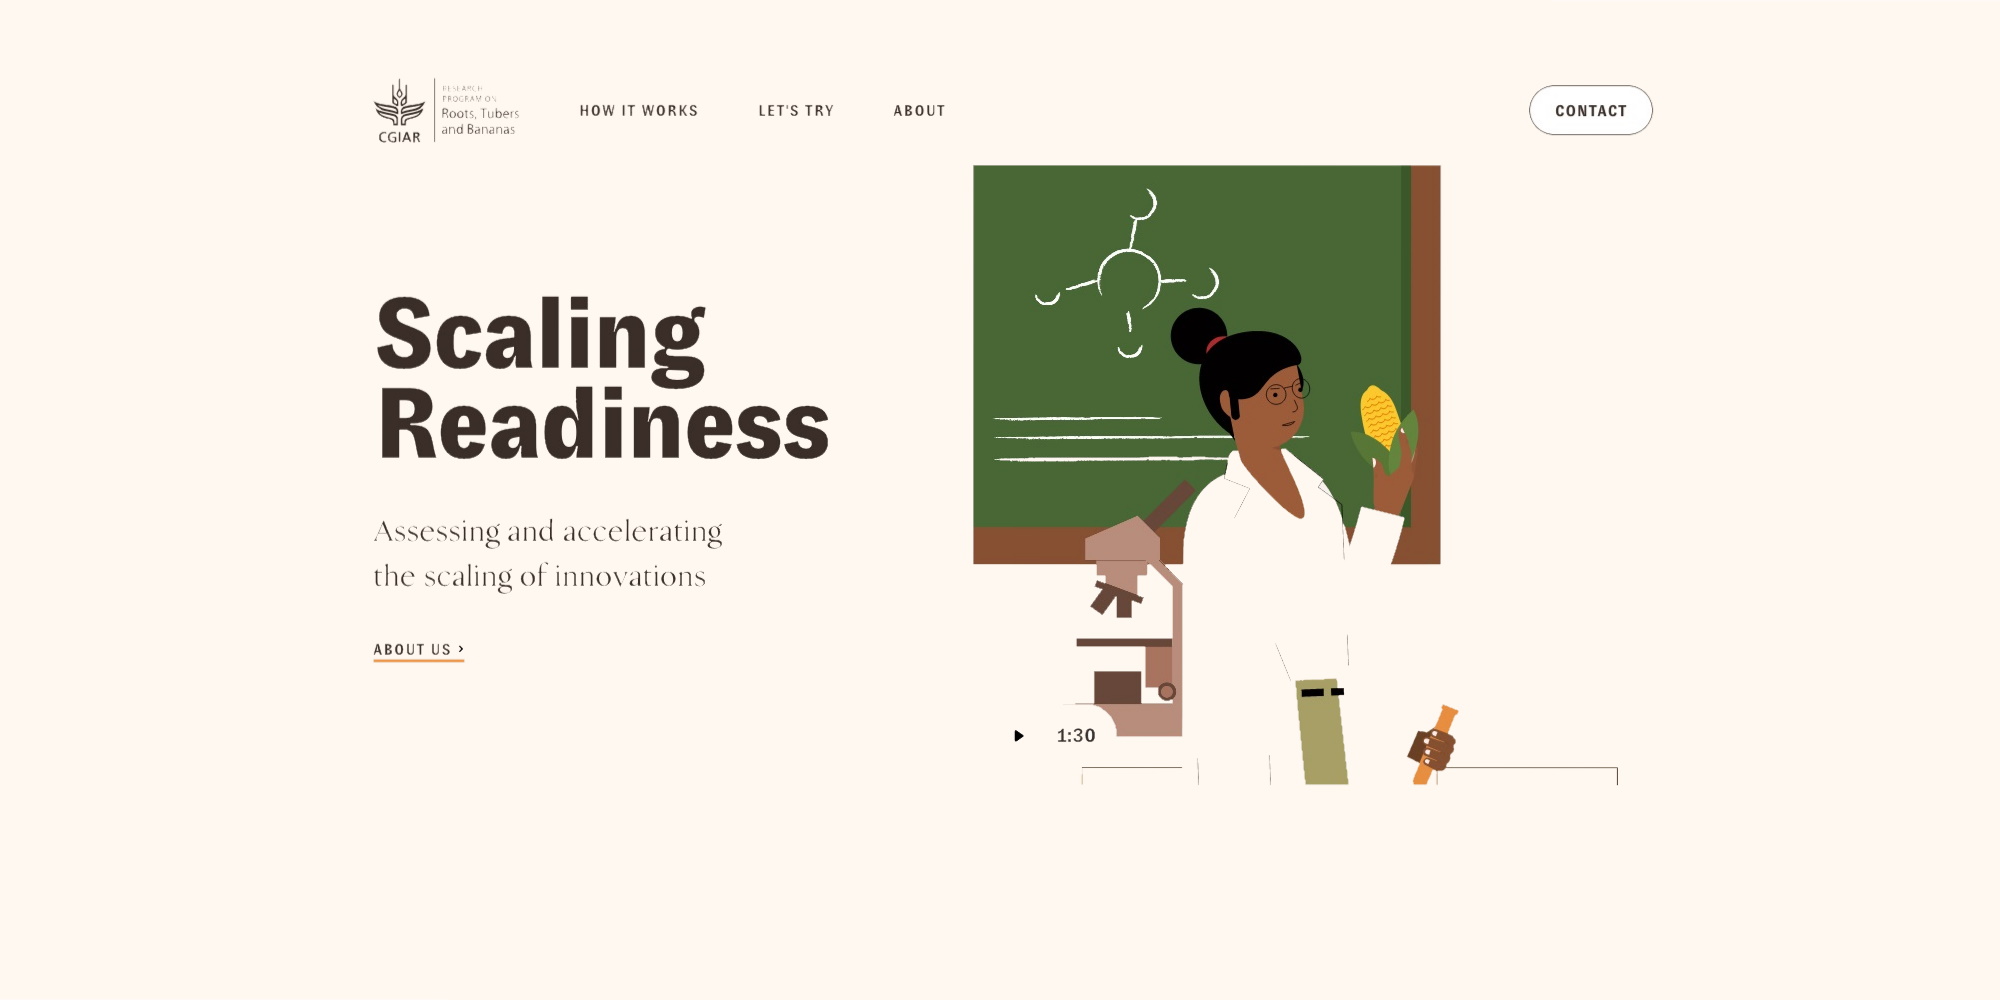 CGIAR
RESEARCH
PROGRAM ON
Roots, Tubers
and Bananas
HOW IT WORKS
LET'S TRY
ABOUT
CONTACT
Scaling
Readiness
Assessing and accelerating
the scaling of innovations
ABOUT US ›
1:30